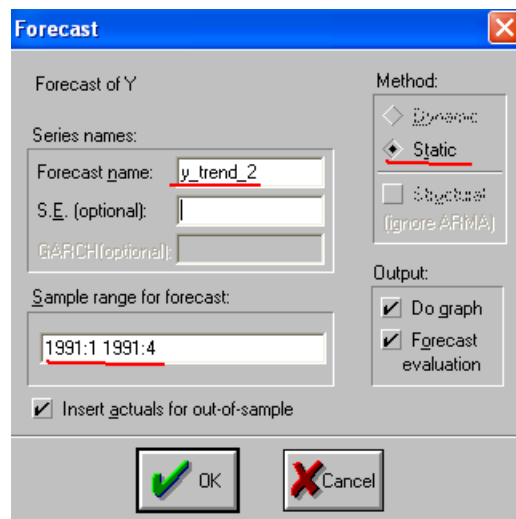 Forecast
Forecast of Y
Series names:
Forecast name:
y_trend_2
S.E. (optional):
GARCH(optional):
Sample range for forecast:
1991:1 1991:4
Insert actuals for out-of-sample
Method:
Dynamic
Static
Structural
(ignore ARMA)
Output:
Do graph
Forecast
evaluation
OK
Cancel